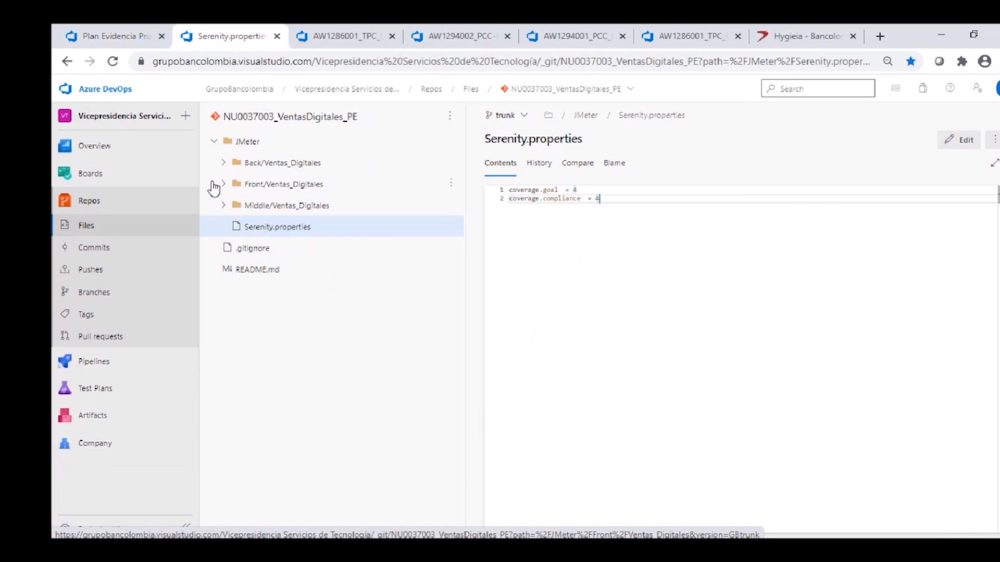 Plan Evidencia Pru
Serenity.propertie
AW1286001_TPC_
AW1294002_PCC-
AW1294001_PCC_
AW1286001_TPC_
Hygieia - Bancolo
grupobancolombia.visualstudio.com/Vicepresidencia%20Servicios%20de%20Tecnología/_git/NU0037003_VentasDigitales_PE?path=%2FJMeter%2FSerenity.proper...
Azure DevOps
GrupoBancolombia / Vicepresidencia Servicios de... / Repos / Files / NU0037003_VentasDigitales_PE
Search
VT Vicepresidencia Servici...
Overview
Boards
Repos
Files
Commits
Pushes
Branches
Tags
Pull requests
Pipelines
Test Plans
Artifacts
Company
NU0037003_VentasDigitales_PE
JMeter
Back/Ventas_Digitales
Front/Ventas_Digitales
Middle/Ventas_Digitales
Serenity.properties
.gitignore
README.md
trunk / JMeter / Serenity.properties
Serenity.properties
Edit
Contents History Compare Blame
1 coverage.goal = 4
2 coverage.compliance = 4
https://grupobancolombia.visualstudio.com/Vicepresidencia Servicios de Tecnología/_git/NU0037003_VentasDigitales_PE?path=%2FJMeter%2FFront%2FVentas_Digitales&version=GBtrunk